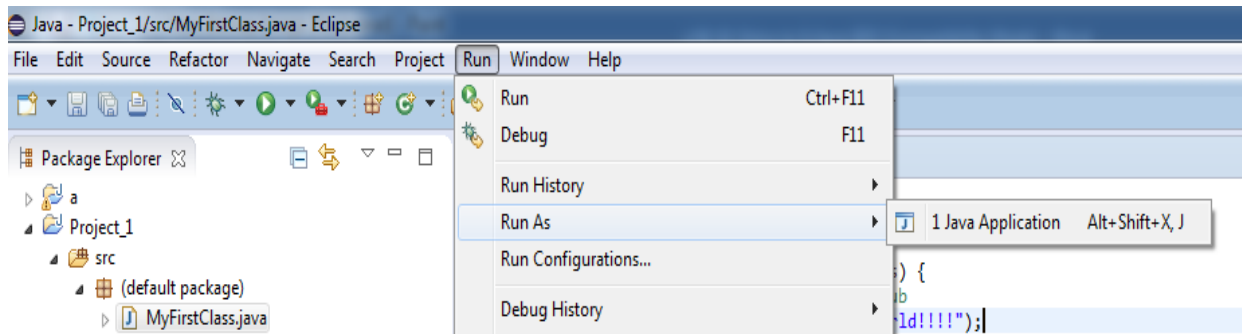 Java - Project_1/src/MyFirstClass.java - Eclipse
File Edit Source Refactor Navigate Search Project Run Window Help
Run Ctrl+F11
Debug F11
Package Explorer
Run History
a
Project_1
Run As
1 Java Application Alt+Shift+X, J
src
Run Configurations...
) {
(default package)
MyFirstClass.java
Debug History
ld!!!!");